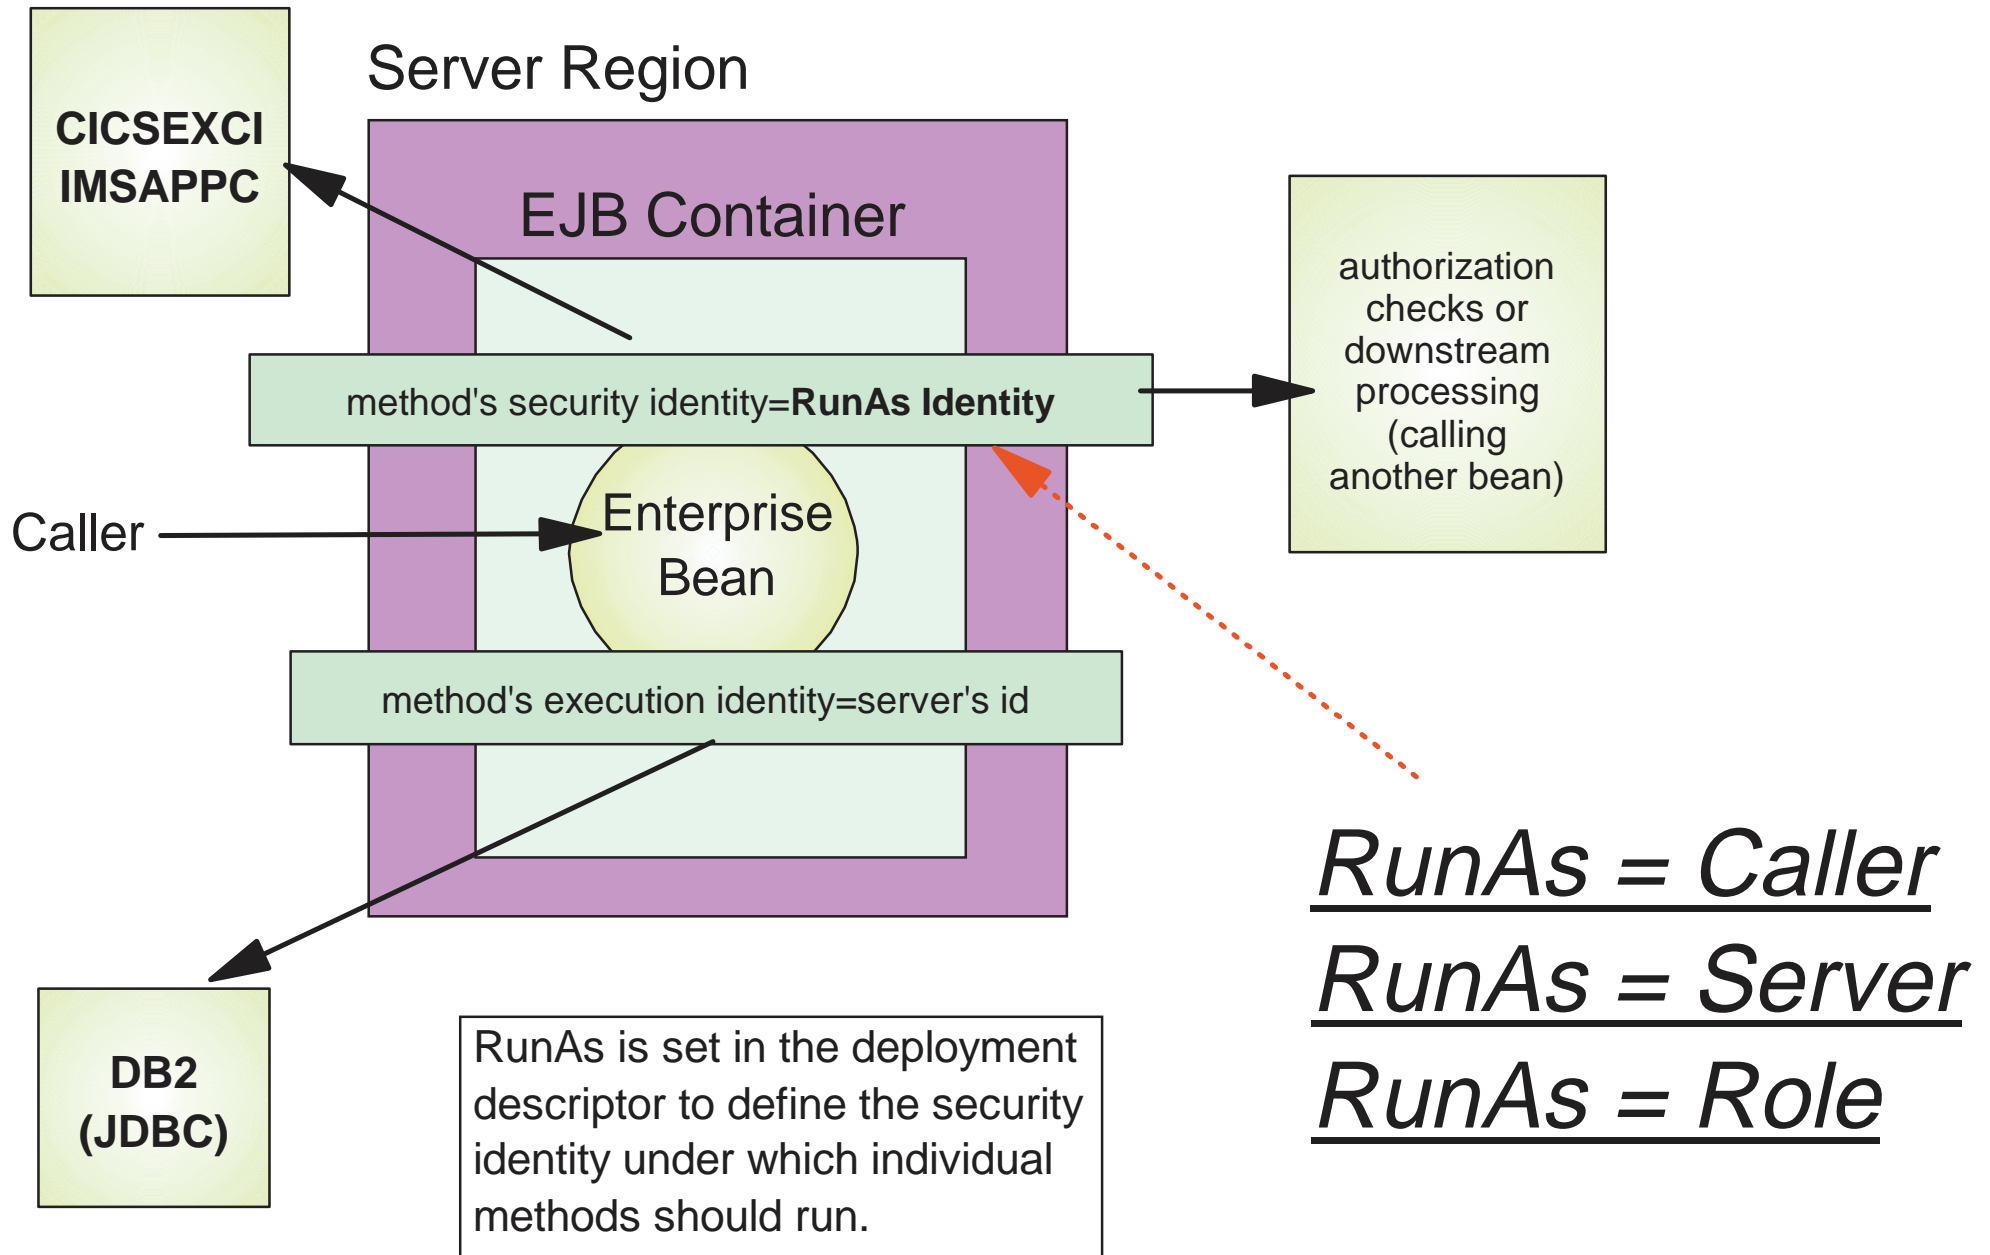 CICSEXCI
IMSAPPC
Server Region
EJB Container
method's security identity=RunAs Identity
authorization
checks or
downstream
processing
(calling
another bean)
Caller
Enterprise
Bean
method's execution identity=server's id
RunAs = Caller
RunAs = Server
RunAs = Role
DB2
(JDBC)
RunAs is set in the deployment
descriptor to define the security
identity under which individual
methods should run.